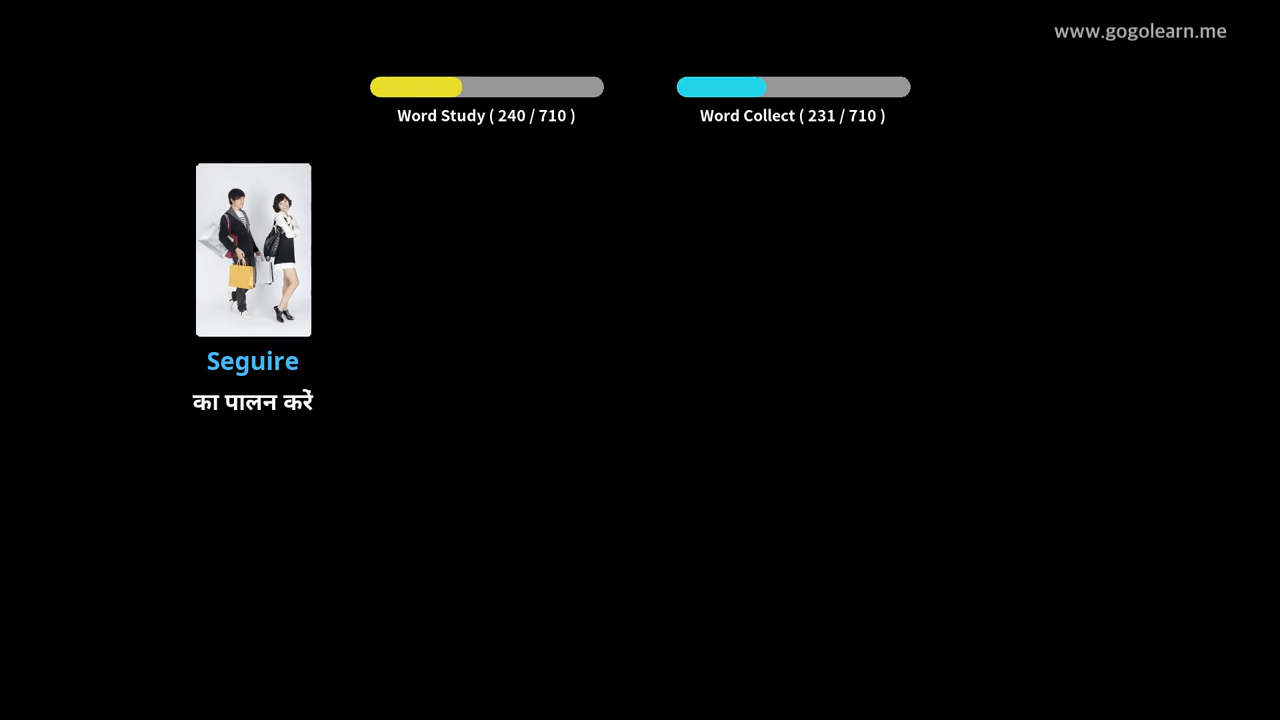 www.gogolearn.me
Word Study ( 240 / 710 )
Word Collect ( 231 / 710 )
Seguire
का पालन करें